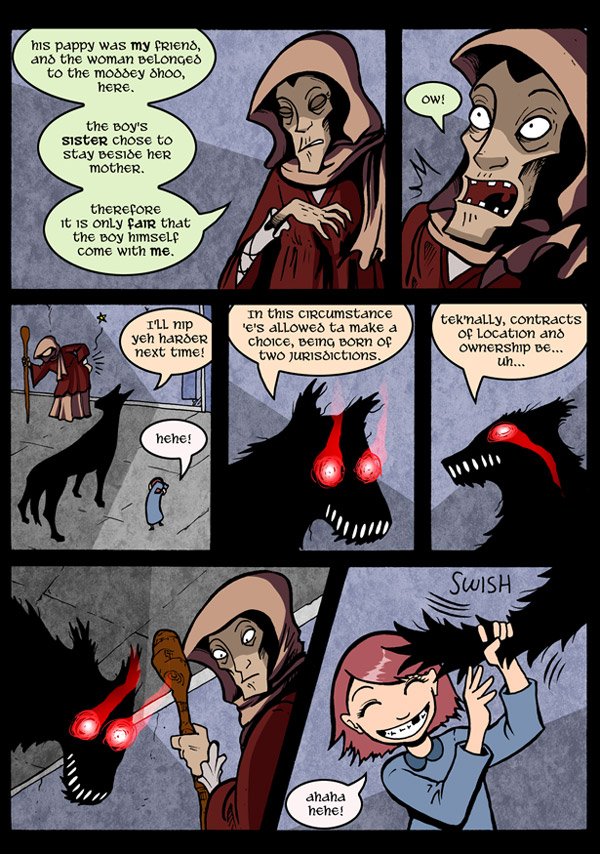 his pappy was my friend,
and the woman belonged
to the moddey dhoo,
here.
the boy's
sister chose to
stay beside her
mother.
therefore
it is only fair that
the boy himself
come with me.
ow!
I'll nip
yeh harder
next time!
hehe!
In this circumstance
'e's allowed ta make a
choice, being born of
two jurisdictions.
tek'nally, contracts
of location and
ownership be...
uh...
SWISH
ahaha
hehe!